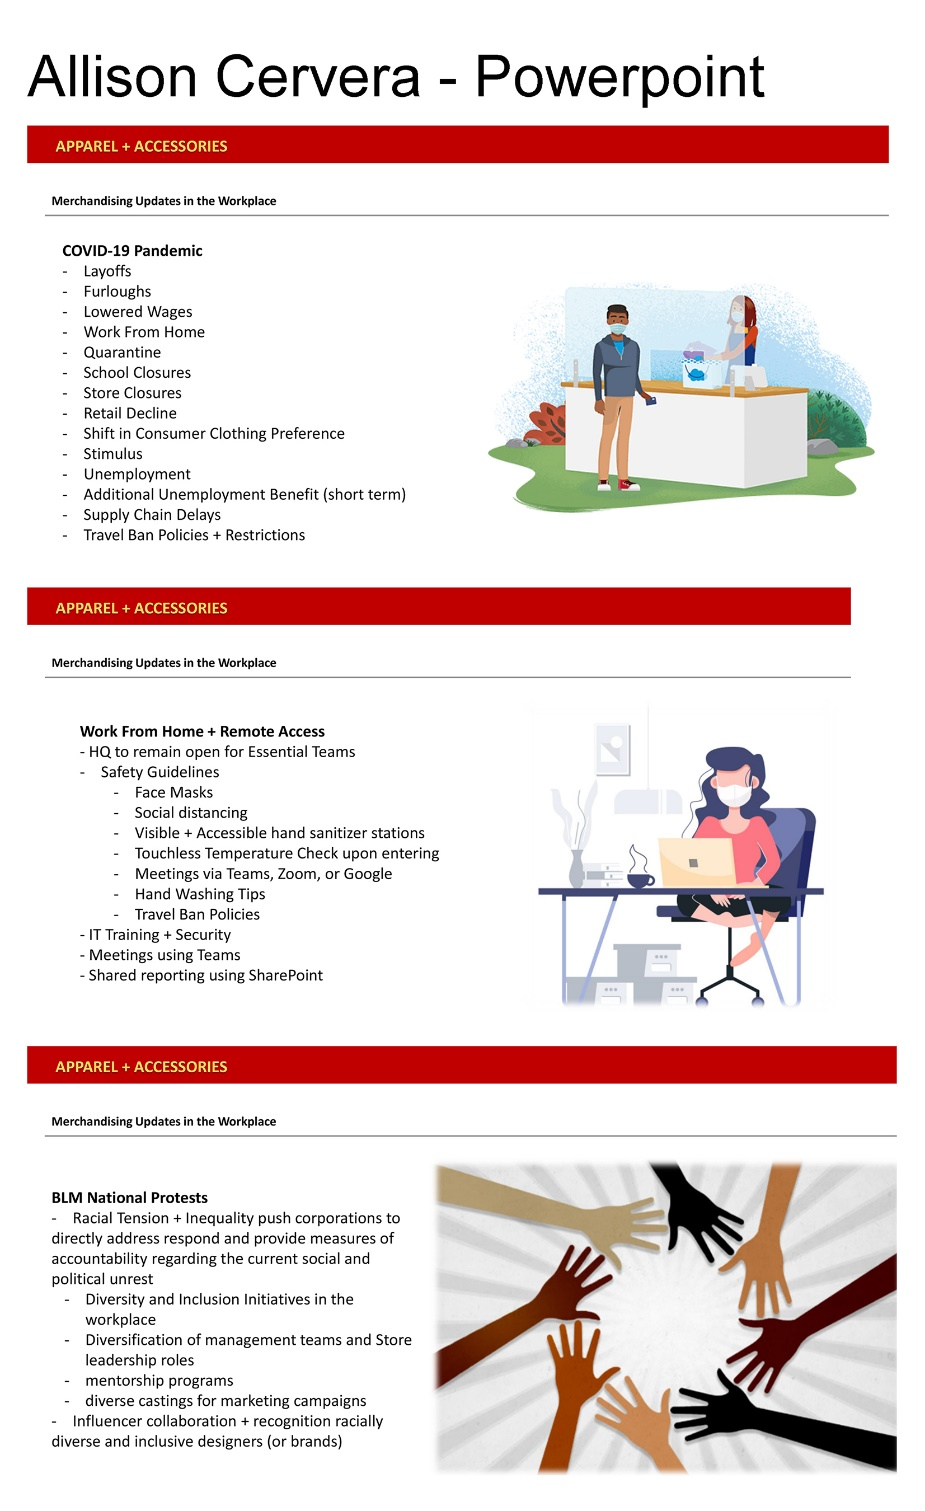 Allison Cervera - Powerpoint
APPAREL + ACCESSORIES
Merchandising Updates in the Workplace
COVID-19 Pandemic
- Layoffs
- Furloughs
- Lowered Wages
- Work From Home
- Quarantine
- School Closures
- Store Closures
- Retail Decline
- Shift in Consumer Clothing Preference
- Stimulus
- Unemployment
- Additional Unemployment Benefit (short term)
- Supply Chain Delays
- Travel Ban Policies + Restrictions
APPAREL + ACCESSORIES
Merchandising Updates in the Workplace
Work From Home + Remote Access
- HQ to remain open for Essential Teams
- Safety Guidelines
- Face Masks
- Social distancing
- Visible + Accessible hand sanitizer stations
- Touchless Temperature Check upon entering
- Meetings via Teams, Zoom, or Google
- Hand Washing Tips
- Travel Ban Policies
- IT Training + Security
- Meetings using Teams
- Shared reporting using SharePoint
APPAREL + ACCESSORIES
Merchandising Updates in the Workplace
BLM National Protests
- Racial Tension + Inequality push corporations to
directly address respond and provide measures of
accountability regarding the current social and
political unrest
- Diversity and Inclusion Initiatives in the
workplace
- Diversification of management teams and Store
leadership roles
- mentorship programs
- diverse castings for marketing campaigns
- Influencer collaboration + recognition racially
diverse and inclusive designers (or brands)